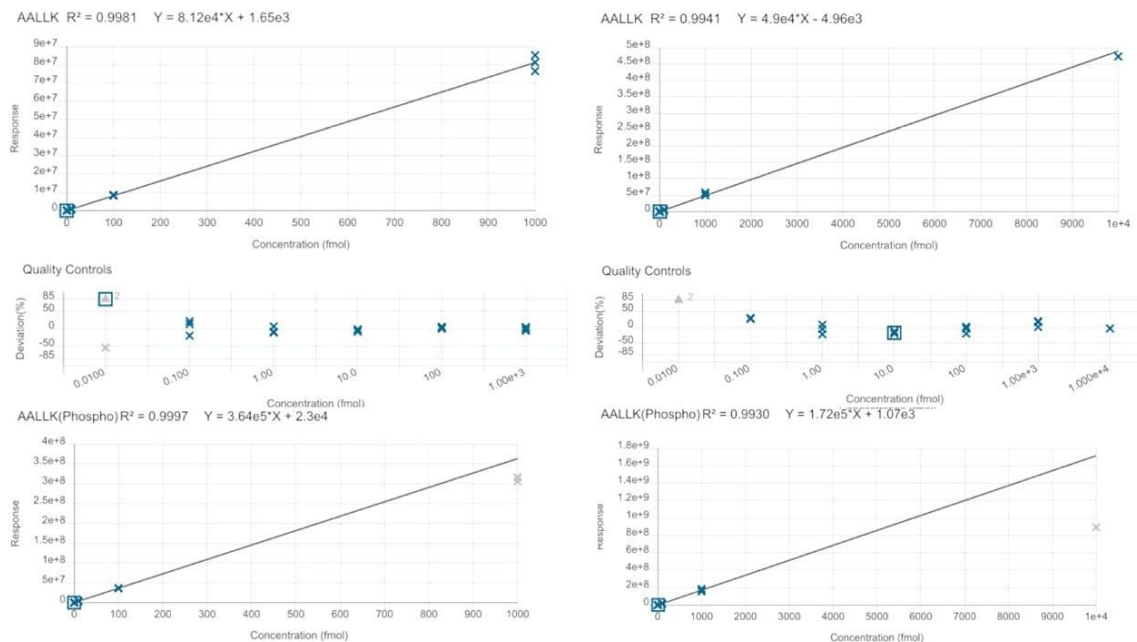 AALLK R² = 0.9981 Y = 8.12e4*X + 1.65e3
9e+7
8e+7
7e+7
6e+7
5e+7
4e+7
3e+7
2e+7
1e+7
0
Response
0 100 200 300 400 500 600 700 800 900 1000
Concentration (fmol)
AALLK R² = 0.9941 Y = 4.9e4*X - 4.96e3
5e+8
4.5e+8
4e+8
3.5e+8
3e+8
2.5e+8
2e+8
1.5e+8
1e+8
5e+7
0
Response
0 1000 2000 3000 4000 5000 6000 7000 8000 9000 1e+4
Concentration (fmol)
Quality Controls
85
50
0
-50
-85
Deviation(%)
2
0.0100 0.100 1.00 10.0 100 1.00e+3
Concentration (fmol)
Quality Controls
85
50
0
-50
-85
Deviation(%)
2
0.0100 0.100 1.00 10.0 100 1.00e+3 1.000e+4
Concentration (fmol)
AALLK(Phospho) R² = 0.9997 Y = 3.64e5*X + 2.3e4
4e+8
3.5e+8
3e+8
2.5e+8
2e+8
1.5e+8
1e+8
5e+7
0
Response
0 100 200 300 400 500 600 700 800 900 1000
Concentration (fmol)
AALLK(Phospho) R² = 0.9930 Y = 1.72e5*X + 1.07e3
1.8e+9
1.6e+9
1.4e+9
1.2e+9
1e+9
8e+8
6e+8
4e+8
2e+8
0
Response
0 1000 2000 3000 4000 5000 6000 7000 8000 9000 1e+4
Concentration (fmol)